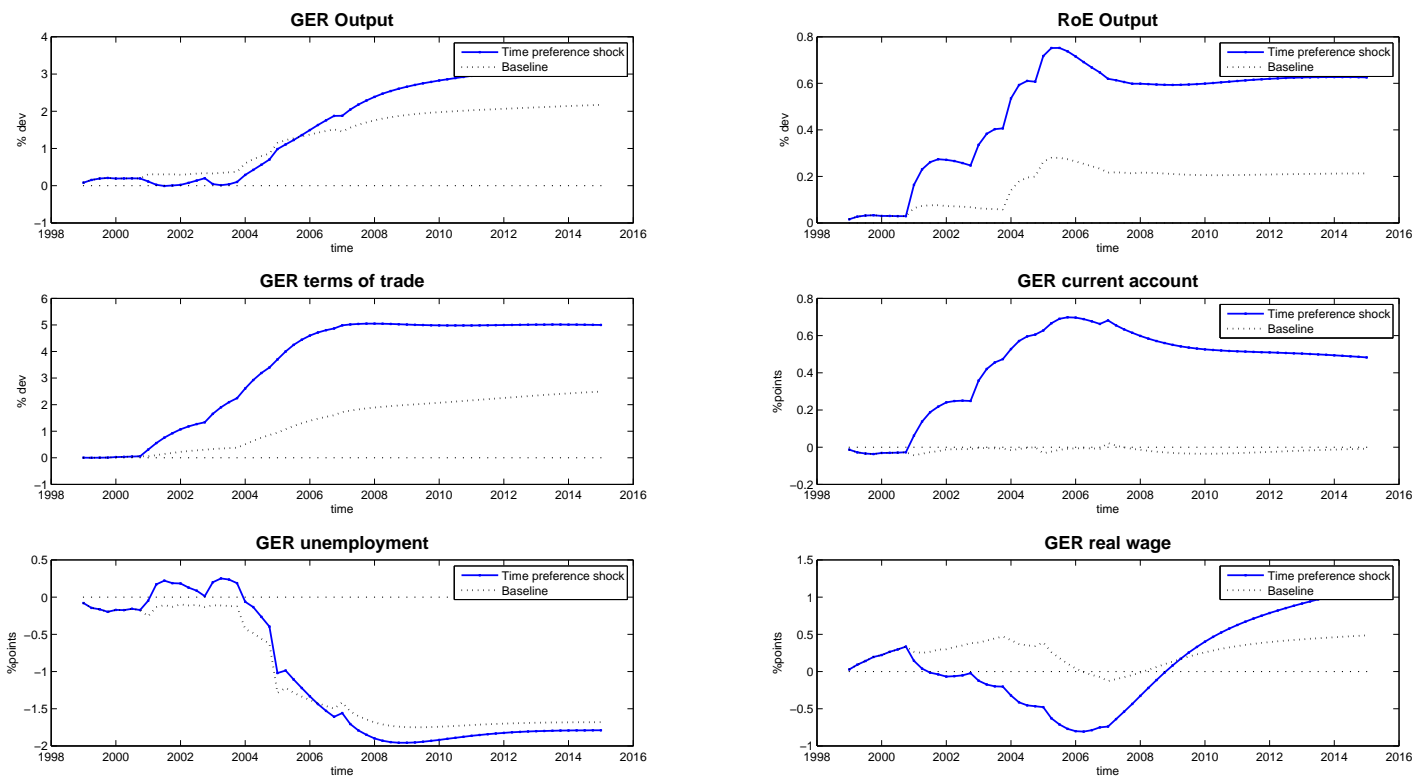 GER Output
4
3
2
1
0
−1
% dev
1998 2000 2002 2004 2006 2008 2010 2012 2014 2016
time
Time preference shock
Baseline
RoE Output
0.8
0.6
0.4
0.2
0
% dev
1998 2000 2002 2004 2006 2008 2010 2012 2014 2016
time
Time preference shock
Baseline
GER terms of trade
6
5
4
3
2
1
0
−1
% dev
1998 2000 2002 2004 2006 2008 2010 2012 2014 2016
time
GER current account
0.8
0.6
0.4
0.2
0
−0.2
%points
1998 2000 2002 2004 2006 2008 2010 2012 2014 2016
time
Time preference shock
Baseline
GER unemployment
0.5
0
−0.5
−1
−1.5
−2
%points
1998 2000 2002 2004 2006 2008 2010 2012 2014 2016
time
Time preference shock
Baseline
GER real wage
1.5
1
0.5
0
−0.5
−1
%points
1998 2000 2002 2004 2006 2008 2010 2012 2014 2016
time
Time preference shock
Baseline